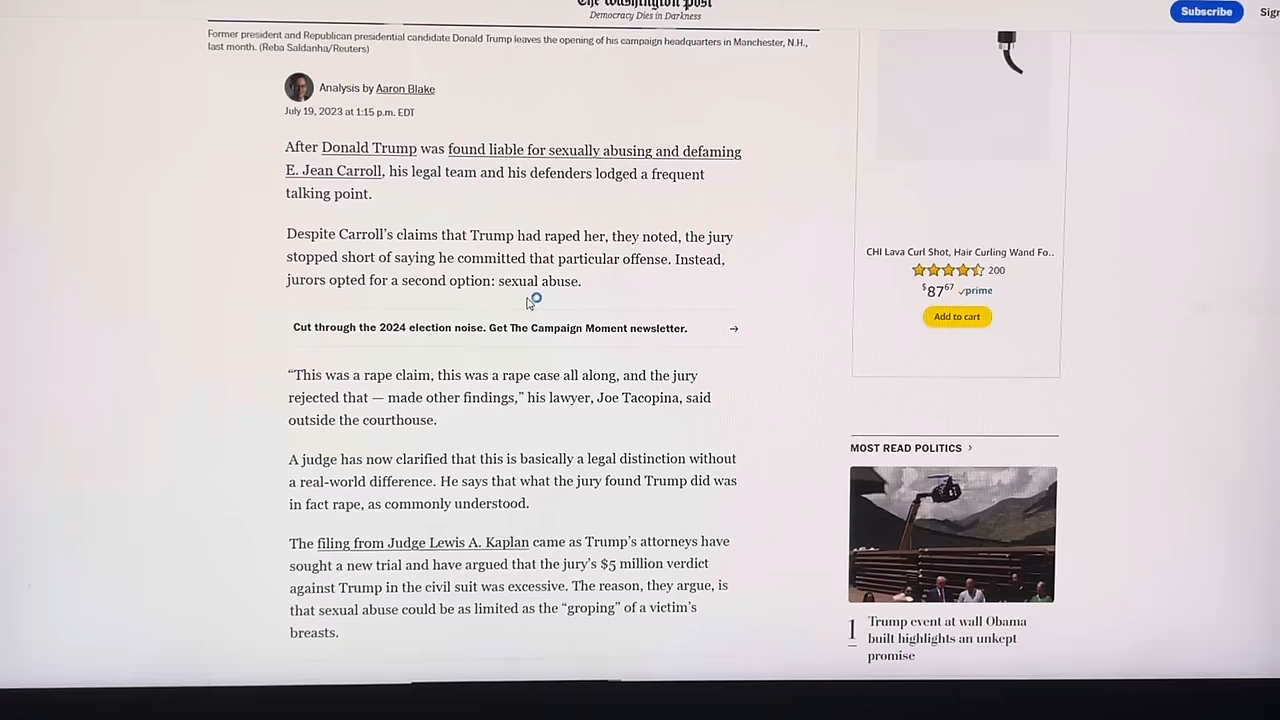 The Washington Post
Democracy Dies in Darkness
Subscribe
Sign
Former president and Republican presidential candidate Donald Trump leaves the opening of his campaign headquarters in Manchester, N.H.,
last month. (Reba Saldanha/Reuters)
Analysis by Aaron Blake
July 19, 2023 at 1:15 p.m. EDT
After Donald Trump was found liable for sexually abusing and defaming
E. Jean Carroll, his legal team and his defenders lodged a frequent
talking point.
Despite Carroll’s claims that Trump had raped her, they noted, the jury
stopped short of saying he committed that particular offense. Instead,
jurors opted for a second option: sexual abuse.
Cut through the 2024 election noise. Get The Campaign Moment newsletter. →
“This was a rape claim, this was a rape case all along, and the jury
rejected that — made other findings,” his lawyer, Joe Tacopina, said
outside the courthouse.
A judge has now clarified that this is basically a legal distinction without
a real-world difference. He says that what the jury found Trump did was
in fact rape, as commonly understood.
The filing from Judge Lewis A. Kaplan came as Trump’s attorneys have
sought a new trial and have argued that the jury’s $5 million verdict
against Trump in the civil suit was excessive. The reason, they argue, is
that sexual abuse could be as limited as the “groping” of a victim’s
breasts.
CHI Lava Curl Shot, Hair Curling Wand Fo..
200
$8767 prime
Add to cart
MOST READ POLITICS ›
1 Trump event at wall Obama
built highlights an unkept
promise